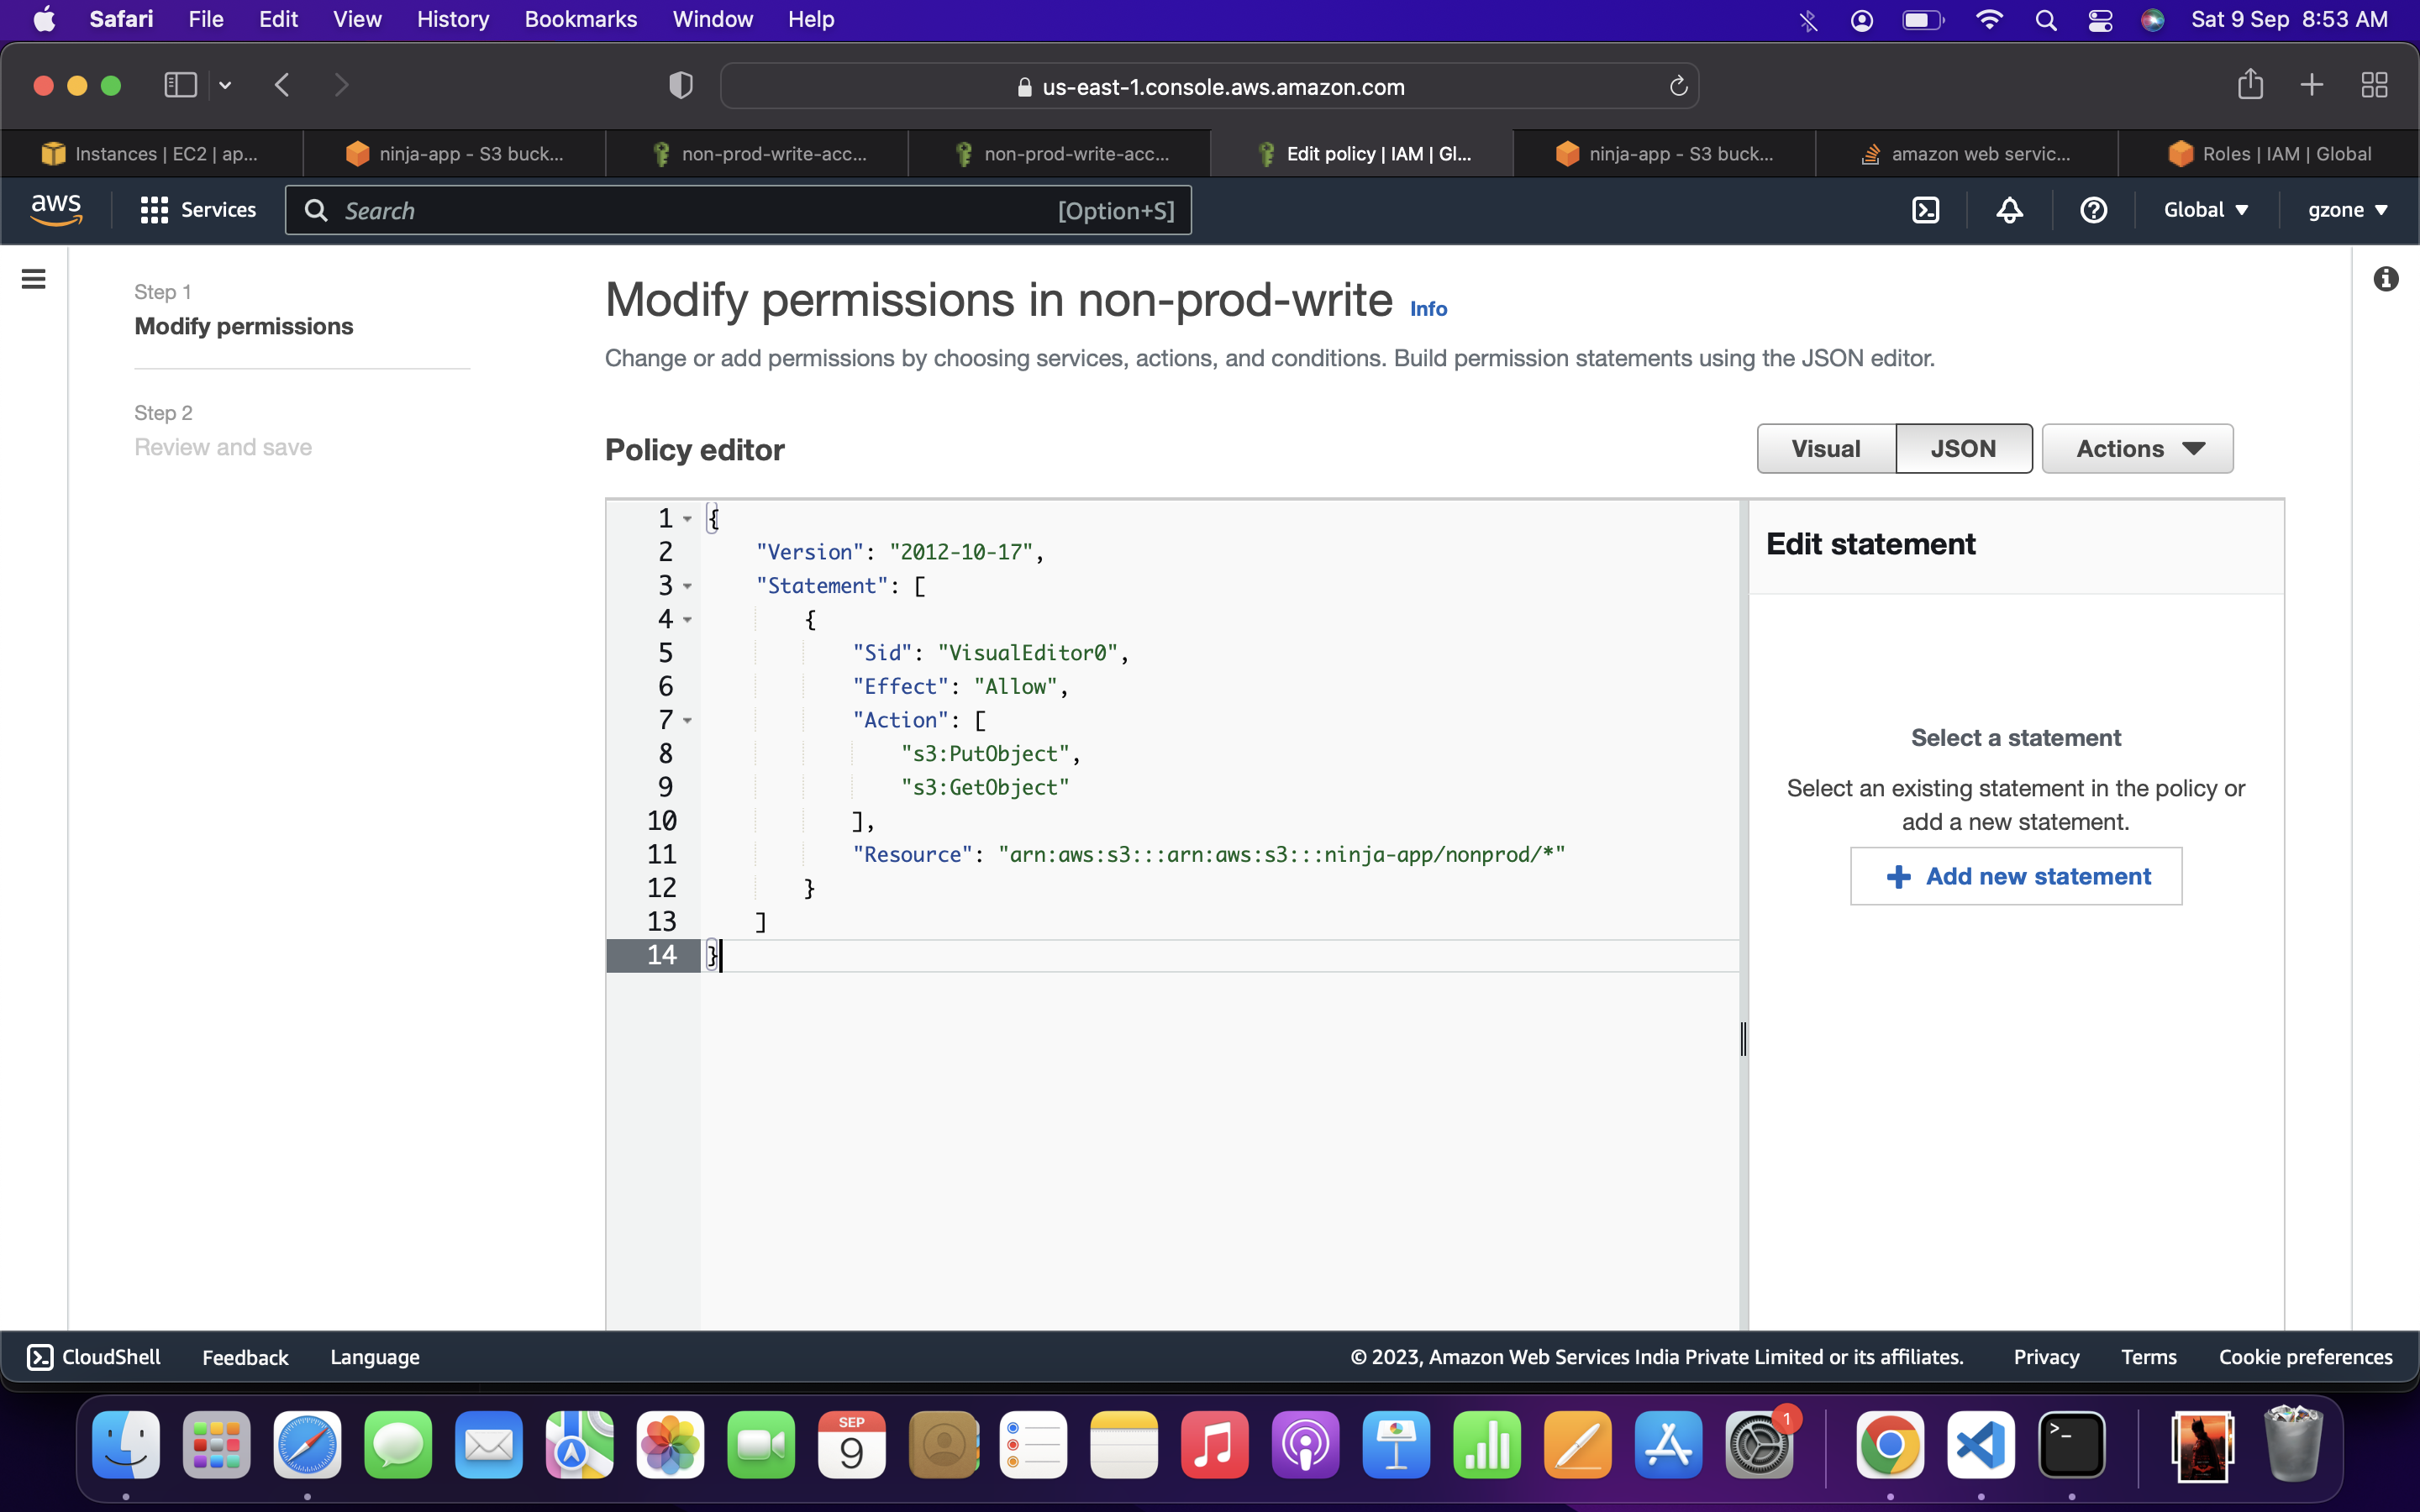 Safari File Edit View History Bookmarks Window Help Sat 9 Sep 8:53 AM
us-east-1.console.aws.amazon.com
Instances | EC2 | ap... ninja-app - S3 buck... non-prod-write-acc... non-prod-write-acc... Edit policy | IAM | Gl... ninja-app - S3 buck... amazon web servic... Roles | IAM | Global
aws Services Search [Option+S] Global gzone
Step 1
Modify permissions
Step 2
Review and save
Modify permissions in non-prod-write Info
Change or add permissions by choosing services, actions, and conditions. Build permission statements using the JSON editor.
Policy editor Visual JSON Actions
1 {
2 "Version": "2012-10-17",
3 "Statement": [
4 {
5 "Sid": "VisualEditor0",
6 "Effect": "Allow",
7 "Action": [
8 "s3:PutObject",
9 "s3:GetObject"
10 ],
11 "Resource": "arn:aws:s3:::arn:aws:s3:::ninja-app/nonprod/*"
12 }
13 ]
14 }
Edit statement
Select a statement
Select an existing statement in the policy or
add a new statement.
+ Add new statement
CloudShell Feedback Language © 2023, Amazon Web Services India Private Limited or its affiliates. Privacy Terms Cookie preferences
SEP
9
1
>_